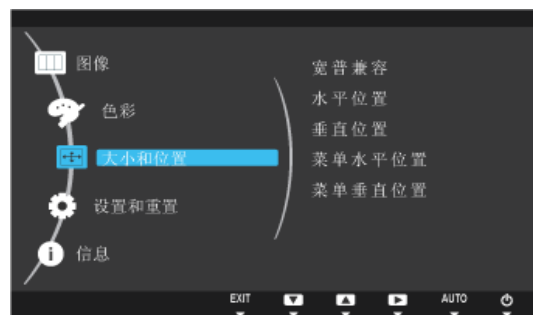 图像
色彩
大小和位置
设置和重置
信息
宽普兼容
水平位置
垂直位置
菜单水平位置
菜单垂直位置
EXIT
AUTO